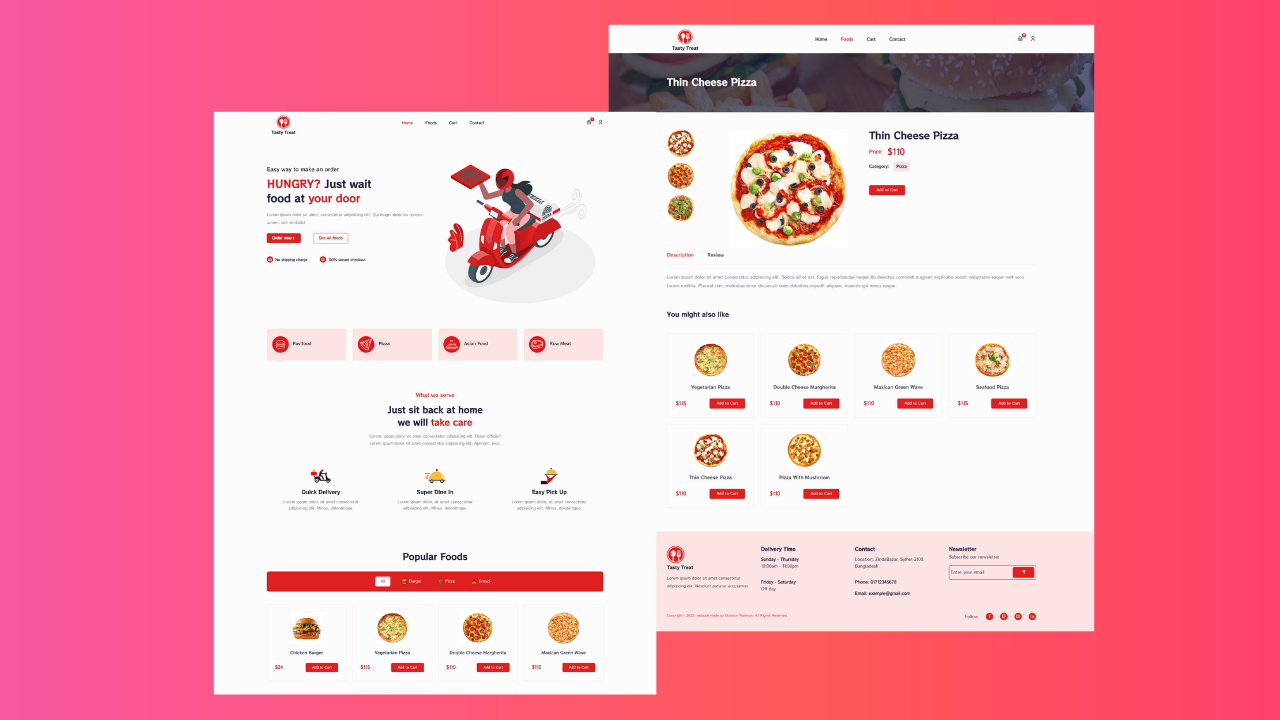 Tasty Treat
Home Foods Cart Contact
Easy way to make an order
HUNGRY? Just wait
food at your door
Lorem ipsum dolor sit amet, consectetur adipisicing elit. Qui magni delectus tenetur
autem, sint veritatis!
Order now
See all foods
No shipping charge
100% secure checkout
Fastfood
Pizza
Asian Food
Row Meat
What we serve
Just sit back at home
we will take care
Lorem, ipsum dolor sit amet consectetur adipisicing elit. Dolor officiis?
Lorem ipsum dolor sit amet consectetur adipisicing elit. Aperiam, eius.
Quick Delivery
Lorem ipsum dolor, sit amet consectetur
adipisicing elit. Minus, doloremque.
Super Dine In
Lorem ipsum dolor, sit amet consectetur
adipisicing elit. Minus, doloremque.
Easy Pick Up
Lorem ipsum dolor, sit amet consectetur
adipisicing elit. Minus, doloremque.
Popular Foods
All Burger Pizza Bread
Chicken Burger
$24 Add to Cart
Vegetarian Pizza
$115 Add to Cart
Double Cheese Margherita
$110 Add to Cart
Maxican Green Wave
$110 Add to Cart
Tasty Treat
Home Foods Cart Contact
Thin Cheese Pizza
Thin Cheese Pizza
Price: $110
Category: Pizza
Add to Cart
Description Review
Lorem ipsum dolor sit amet consectetur adipisicing elit. Soluta ad et est, fugiat repudiandae neque illo delectus commodi magnam explicabo autem voluptates eaque velit vero
facere mollitia. Placeat rem, molestiae error obcaecati enim doloribus impedit aliquam, maiores qui minus neque.
You might also like
Vegetarian Pizza
$115 Add to Cart
Double Cheese Margherita
$110 Add to Cart
Maxican Green Wave
$110 Add to Cart
Seafood Pizza
$115 Add to Cart
Thin Cheese Pizza
$110 Add to Cart
Pizza With Mushroom
$110 Add to Cart
Tasty Treat
Lorem ipsum dolor sit amet consectetur
adipisicing elit.
Delivery Time
Sunday - Thursday
10:00am - 11:00pm
Friday - Saturday
Off day
Contact
Location: ZindaBazar, Sylhet-3100,
Bangladesh
Phone: 01712345678
Email: example@gmail.com
Newsletter
Subscribe our newsletter
Enter your email
Copyright - 2022, website made by Rahman. All Rights Reserved.
Follow: